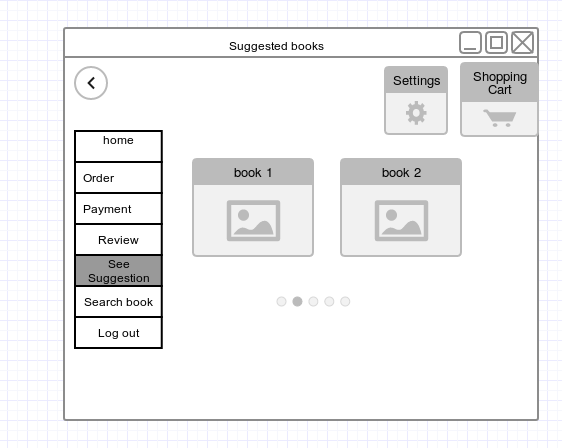 Suggested books
Settings
Shopping
Cart
home
Order
Payment
Review
See
Suggestion
Search book
Log out
book 1
book 2